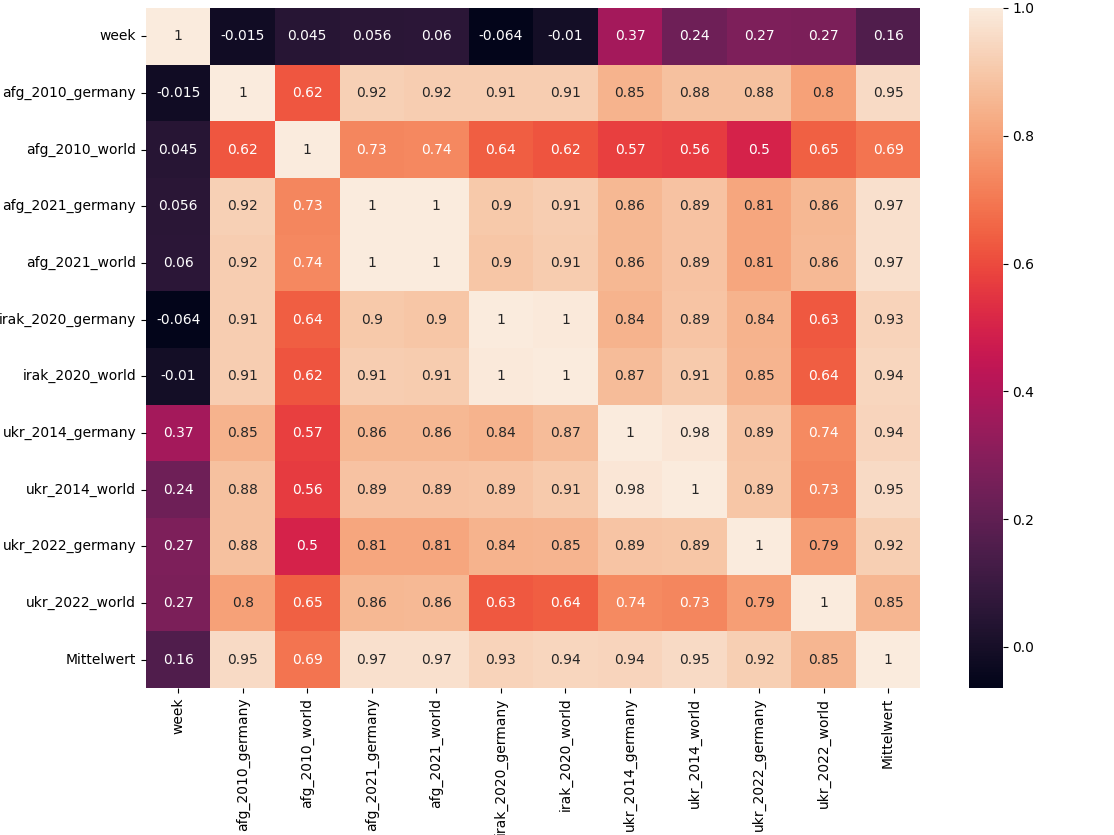 week 1 -0.015 0.045 0.056 0.06 -0.064 -0.01 0.37 0.24 0.27 0.27 0.16
afg_2010_germany -0.015 1 0.62 0.92 0.92 0.91 0.91 0.85 0.88 0.88 0.8 0.95
afg_2010_world 0.045 0.62 1 0.73 0.74 0.64 0.62 0.57 0.56 0.5 0.65 0.69
afg_2021_germany 0.056 0.92 0.73 1 1 0.9 0.91 0.86 0.89 0.81 0.86 0.97
afg_2021_world 0.06 0.92 0.74 1 1 0.9 0.91 0.86 0.89 0.81 0.86 0.97
irak_2020_germany -0.064 0.91 0.64 0.9 0.9 1 1 0.84 0.89 0.84 0.63 0.93
irak_2020_world -0.01 0.91 0.62 0.91 0.91 1 1 0.87 0.91 0.85 0.64 0.94
ukr_2014_germany 0.37 0.85 0.57 0.86 0.86 0.84 0.87 1 0.98 0.89 0.74 0.94
ukr_2014_world 0.24 0.88 0.56 0.89 0.89 0.89 0.91 0.98 1 0.89 0.73 0.95
ukr_2022_germany 0.27 0.88 0.5 0.81 0.81 0.84 0.85 0.89 0.89 1 0.79 0.92
ukr_2022_world 0.27 0.8 0.65 0.86 0.86 0.63 0.64 0.74 0.73 0.79 1 0.85
Mittelwert 0.16 0.95 0.69 0.97 0.97 0.93 0.94 0.94 0.95 0.92 0.85 1
week
afg_2010_germany
afg_2010_world
afg_2021_germany
afg_2021_world
irak_2020_germany
irak_2020_world
ukr_2014_germany
ukr_2014_world
ukr_2022_germany
ukr_2022_world
Mittelwert
1.0
0.8
0.6
0.4
0.2
0.0